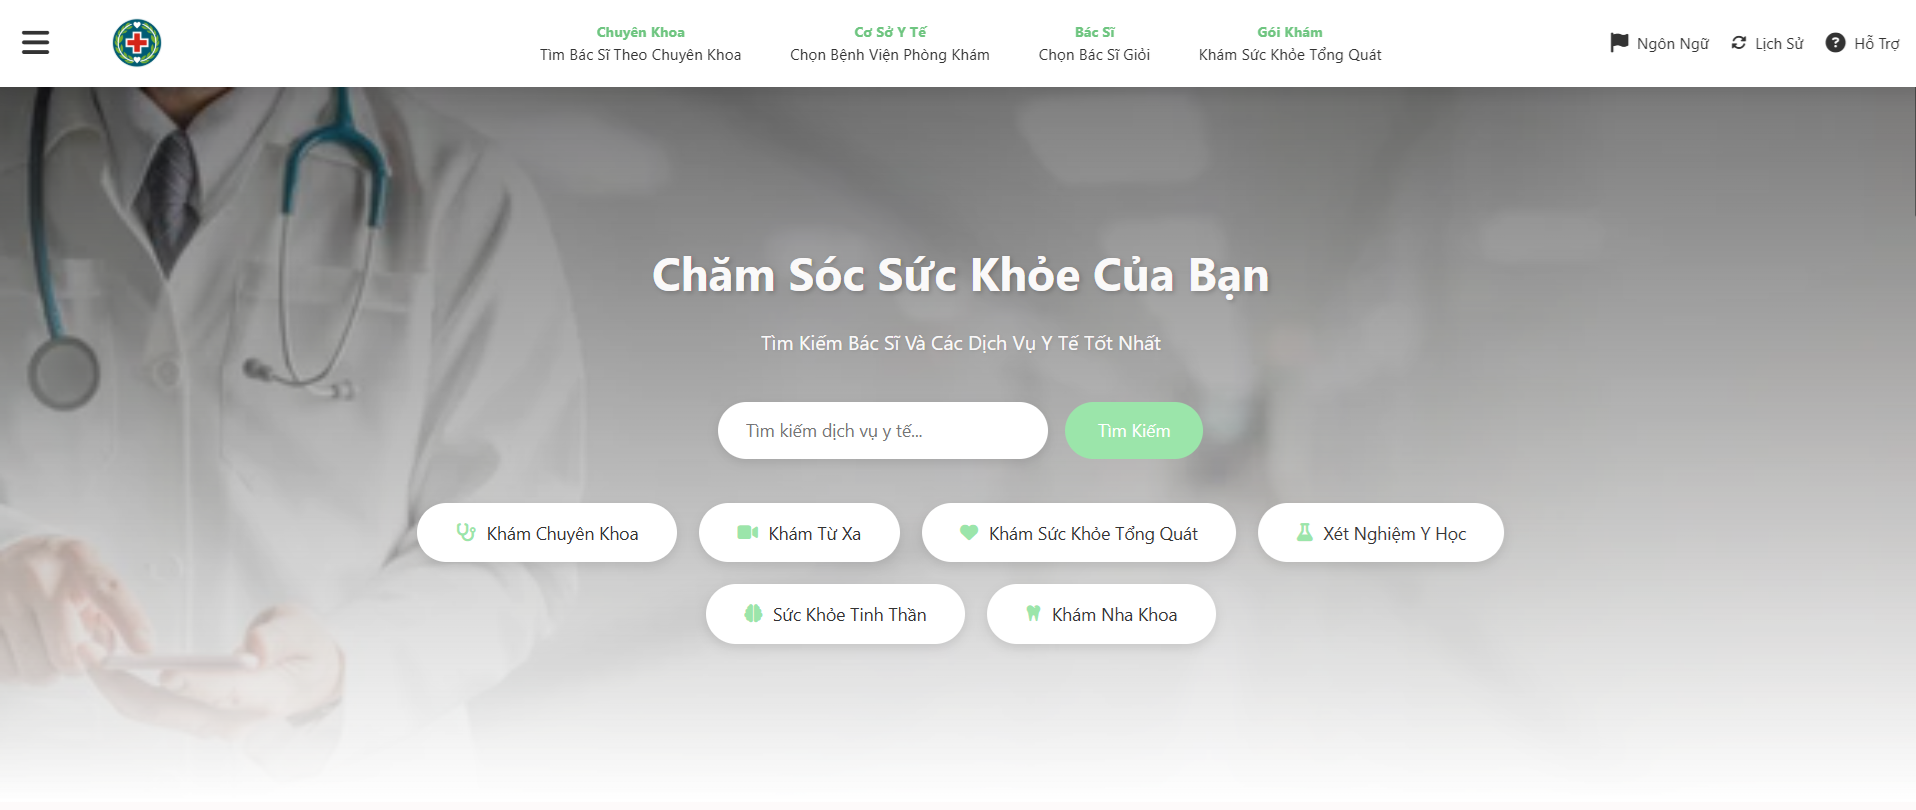 Chuyên Khoa
Tìm Bác Sĩ Theo Chuyên Khoa
Cơ Sở Y Tế
Chọn Bệnh Viện Phòng Khám
Bác Sĩ
Chọn Bác Sĩ Giỏi
Gói Khám
Khám Sức Khỏe Tổng Quát
Ngôn Ngữ
Lịch Sử
Hỗ Trợ
Chăm Sóc Sức Khỏe Của Bạn
Tìm Kiếm Bác Sĩ Và Các Dịch Vụ Y Tế Tốt Nhất
Tìm kiếm dịch vụ y tế...
Tìm Kiếm
Khám Chuyên Khoa
Khám Từ Xa
Khám Sức Khỏe Tổng Quát
Xét Nghiệm Y Học
Sức Khỏe Tinh Thần
Khám Nha Khoa